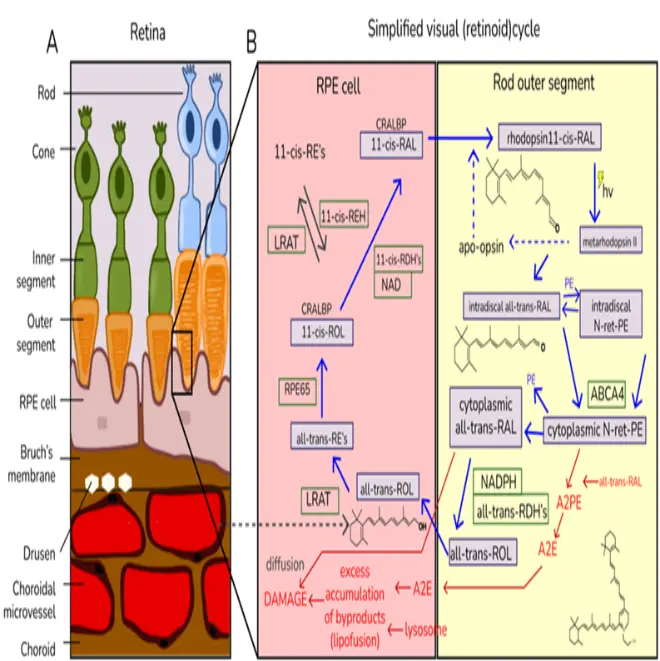 A
Retina
B
Simplified visual (retinoid)cycle
Rod
Cone
Inner
segment
Outer
segment
RPE cell
Bruch's
membrane
Drusen
Choroidal
microvessel
Choroid
RPE cell
11-cis-RE's
CRALBP
11-cis-RAL
LRAT
11-cis-REH
11-cis-RDH's
NAD
CRALBP
11-cis-ROL
RPE65
all-trans-RE's
LRAT
all-trans-ROL
OH
diffusion
DAMAGE
excess
accumulation
of byproducts
(lipofusion)
A2E
lysosome
Rod outer segment
rhodopsin11-cis-RAL
hv
O
apo-opsin
metarhodopsin II
PE
intradiscal all-trans-RAL
intradiscal
N-ret-PE
O
PE
ABCA4
cytoplasmic
all-trans-RAL
cytoplasmic N-ret-PE
NADPH
all-trans-RDH's
all-trans-RAL
A2PE
A2E
all-trans-ROL